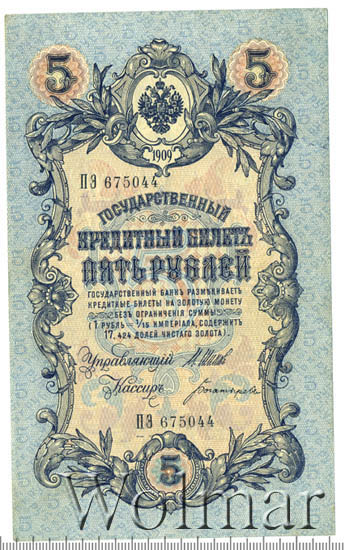 5 5
1909
ПЭ 675044
ГОСУДАРСТВЕННЫЙ
КРЕДИТНЫЙ БИЛЕТЪ
ПЯТЬ РУБЛЕЙ
ГОСУДАРСТВЕННЫЙ БАНКЪ РАЗМѢНИВАЕТЪ
КРЕДИТНЫЕ БИЛЕТЫ НА ЗОЛОТУЮ МОНЕТУ
БЕЗЪ ОГРАНИЧЕНІЯ СУММЫ
(1 РУБЛЬ = 1/15 ИМПЕРІАЛА, СОДЕРЖИТЪ
17,424 ДОЛЕЙ ЧИСТАГО ЗОЛОТА).
Управляющій
Кассиръ
ПЭ 675044
5
Wolmar